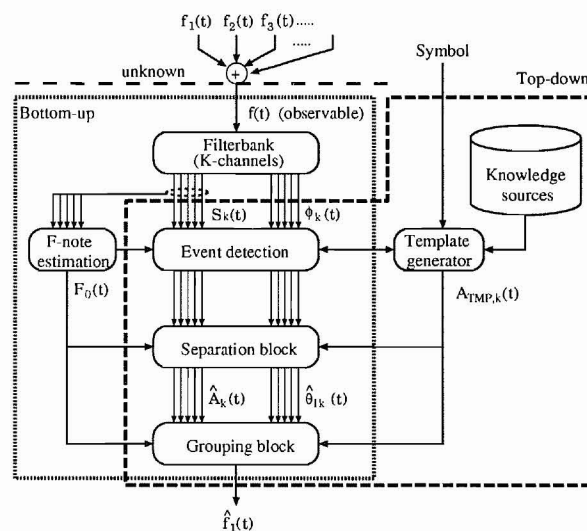 f₁(t) f₂(t) f₃(t) .....
.....
Symbol
unknown
+
Top-down
Bottom-up
f(t) (observable)
Filterbank
(K-channels)
Knowledge
sources
Sₖ(t)
ϕₖ(t)
F-note
estimation
Event detection
Template
generator
F₀(t)
A_TMP,k(t)
Separation block
Âₖ(t)
θ̂₁ₖ (t)
Grouping block
f̂₁(t)